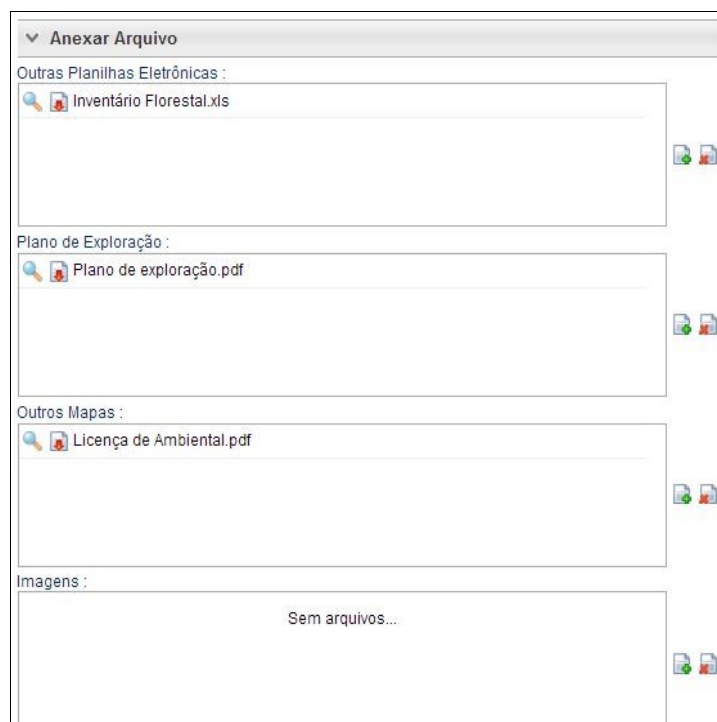 Anexar Arquivo
Outras Planilhas Eletrônicas :
Inventário Florestal.xls
Plano de Exploração :
Plano de exploração.pdf
Outros Mapas :
Licença de Ambiental.pdf
Imagens :
Sem arquivos...